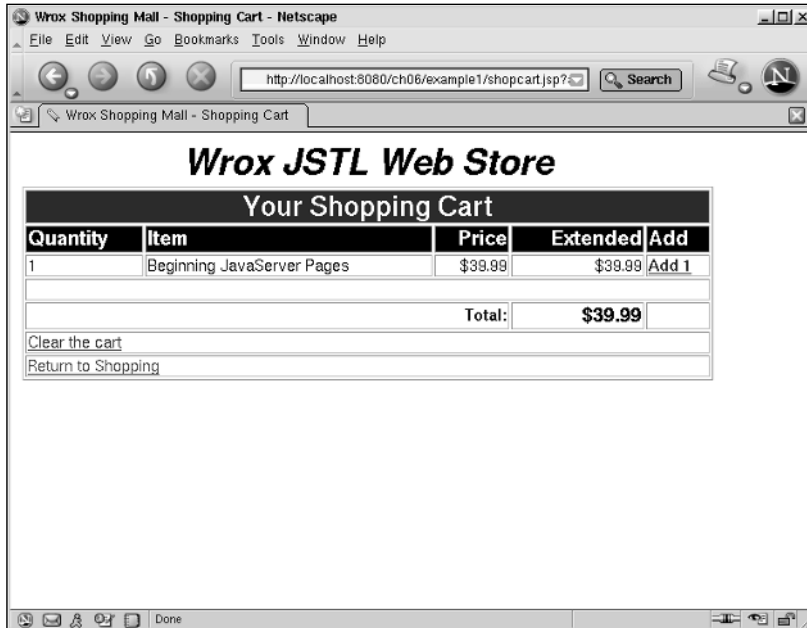 Wrox Shopping Mall - Shopping Cart - Netscape
File Edit View Go Bookmarks Tools Window Help
http://localhost:8080/ch06/example1/shopcart.jsp? Search N
Wrox Shopping Mall - Shopping Cart
Wrox JSTL Web Store
Your Shopping Cart
Quantity Item Price Extended Add
1 Beginning JavaServer Pages $39.99 $39.99 Add 1
Total: $39.99
Clear the cart
Return to Shopping
Done